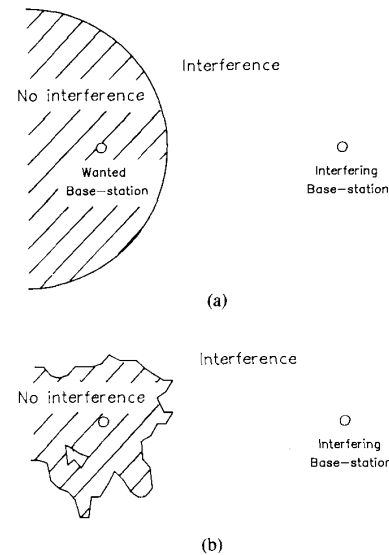 Interference
No interference
Wanted
Base-station
Interfering
Base-station
(a)
Interference
No interference
Interfering
Base-station
(b)